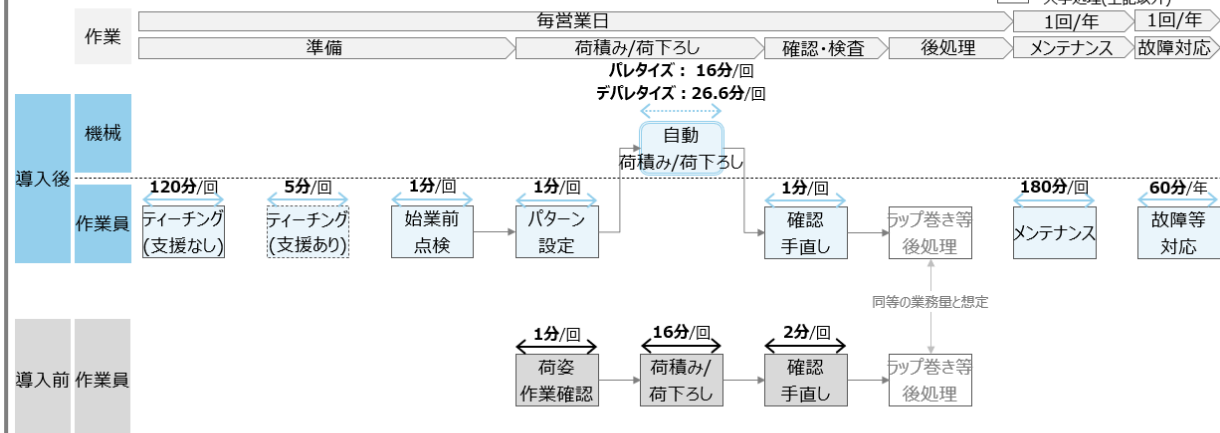 人手処理(上記以外)
作業
毎営業日
1回/年
1回/年
準備
荷積み/荷下ろし
確認・検査
後処理
メンテナンス
故障対応
パレタイズ： 16分/回
デパレタイズ：26.6分/回
導入後
機械
自動
荷積み/荷下ろし
作業員
120分/回
ティーチング
(支援なし)
5分/回
ティーチング
(支援あり)
1分/回
始業前
点検
1分/回
パターン
設定
1分/回
確認
手直し
ラップ巻き等
後処理
180分/回
メンテナンス
60分/年
故障等
対応
同等の業務量と想定
導入前
作業員
1分/回
荷姿
作業確認
16分/回
荷積み/
荷下ろし
2分/回
確認
手直し
ラップ巻き等
後処理